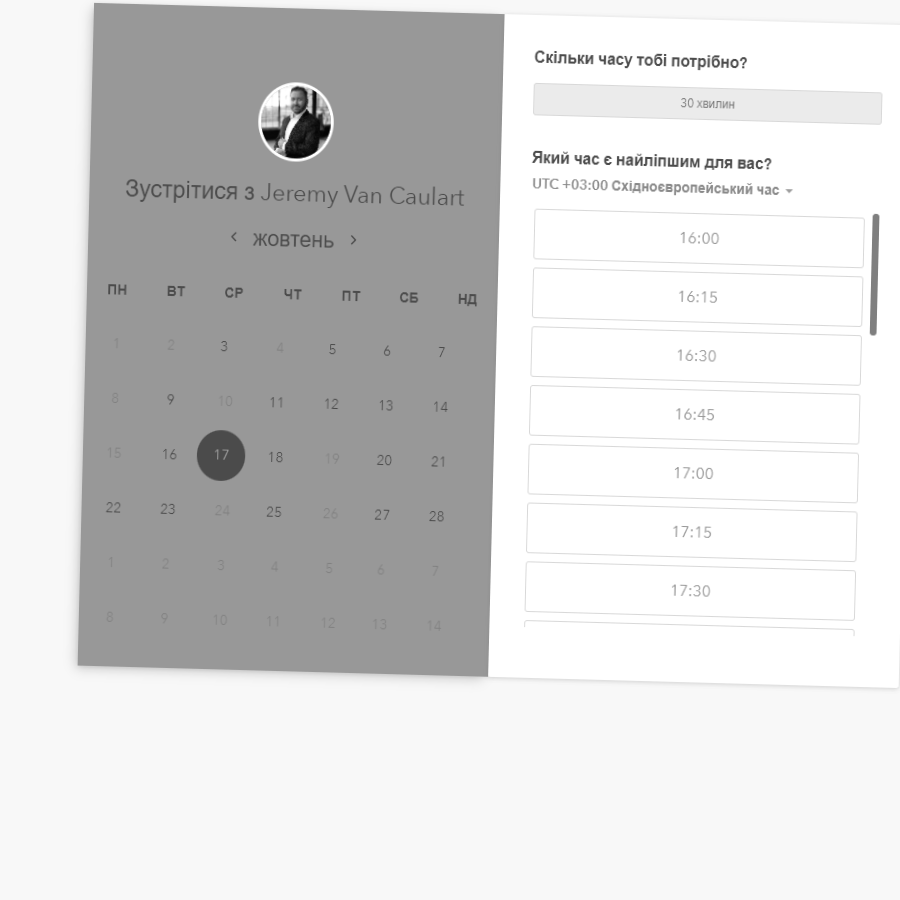 Зустрітися з Jeremy Van Caulart
‹ жовтень ›
ПН ВТ СР ЧТ ПТ СБ НД
1 2 3 4 5 6 7
8 9 10 11 12 13 14
15 16 17 18 19 20 21
22 23 24 25 26 27 28
1 2 3 4 5 6 7
8 9 10 11 12 13 14
Скільки часу тобі потрібно?
30 хвилин
Який час є найліпшим для вас?
UTC +03:00 Східноєвропейський час
16:00
16:15
16:30
16:45
17:00
17:15
17:30